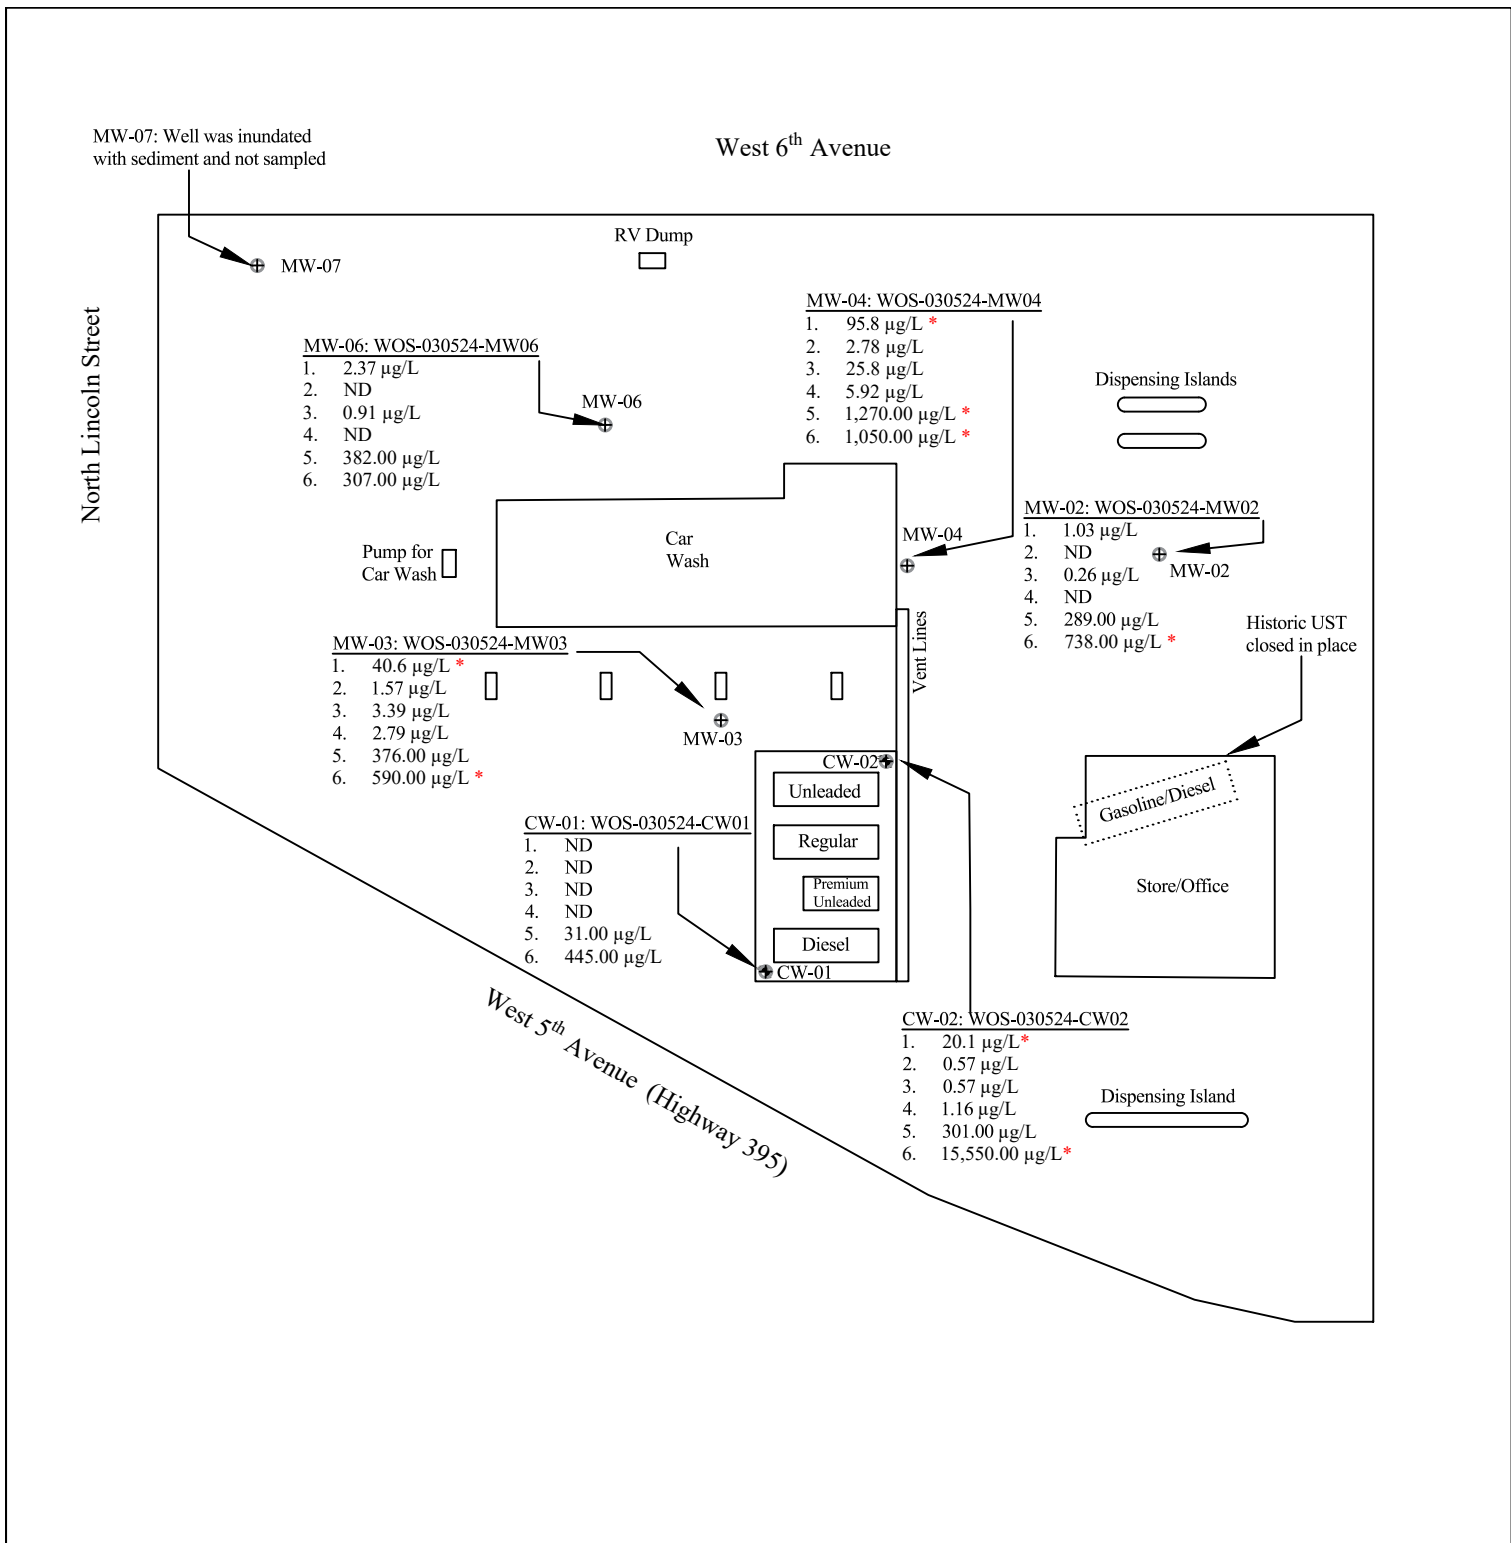 MW-07: Well was inundated
with sediment and not sampled
West 6th Avenue
RV Dump
MW-07
North Lincoln Street
MW-04: WOS-030524-MW04
1. 95.8 µg/L *
2. 2.78 µg/L
3. 25.8 µg/L
4. 5.92 µg/L
5. 1,270.00 µg/L *
6. 1,050.00 µg/L *
MW-06: WOS-030524-MW06
1. 2.37 µg/L
2. ND
3. 0.91 µg/L
4. ND
5. 382.00 µg/L
6. 307.00 µg/L
MW-06
Dispensing Islands
MW-02: WOS-030524-MW02
1. 1.03 µg/L
2. ND
3. 0.26 µg/L
4. ND
5. 289.00 µg/L
6. 738.00 µg/L *
MW-02
MW-04
Car
Wash
Pump for
Car Wash
Vent Lines
Historic UST
closed in place
MW-03: WOS-030524-MW03
1. 40.6 µg/L *
2. 1.57 µg/L
3. 3.39 µg/L
4. 2.79 µg/L
5. 376.00 µg/L
6. 590.00 µg/L *
MW-03
CW-02
Unleaded
Regular
Premium
Unleaded
Diesel
CW-01
Gasoline/Diesel
Store/Office
CW-01: WOS-030524-CW01
1. ND
2. ND
3. ND
4. ND
5. 31.00 µg/L
6. 445.00 µg/L
West 5th Avenue (Highway 395)
CW-02: WOS-030524-CW02
1. 20.1 µg/L*
2. 0.57 µg/L
3. 0.57 µg/L
4. 1.16 µg/L
5. 301.00 µg/L
6. 15,550.00 µg/L*
Dispensing Island